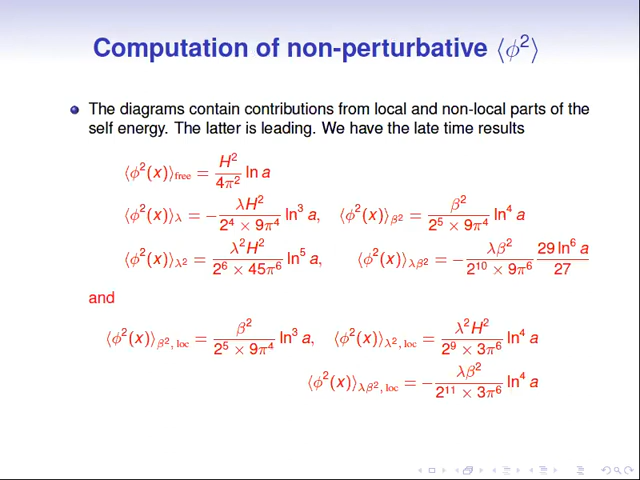 Computation of non-perturbative ⟨ϕ²⟩
The diagrams contain contributions from local and non-local parts of the
self energy. The latter is leading. We have the late time results
⟨ϕ²(x)⟩_free = H²/(4π²) ln a
⟨ϕ²(x)⟩_λ = − λH²/(2⁴ × 9π⁴) ln³ a, ⟨ϕ²(x)⟩_β² = β²/(2⁵ × 9π⁴) ln⁴ a
⟨ϕ²(x)⟩_λ² = λ²H²/(2⁶ × 45π⁶) ln⁵ a, ⟨ϕ²(x)⟩_λβ² = − λβ²/(2¹⁰ × 9π⁶) 29 ln⁶ a/27
and
⟨ϕ²(x)⟩_β², loc = β²/(2⁵ × 9π⁴) ln³ a, ⟨ϕ²(x)⟩_λ², loc = λ²H²/(2⁹ × 3π⁶) ln⁴ a
⟨ϕ²(x)⟩_λβ², loc = − λβ²/(2¹¹ × 3π⁶) ln⁴ a